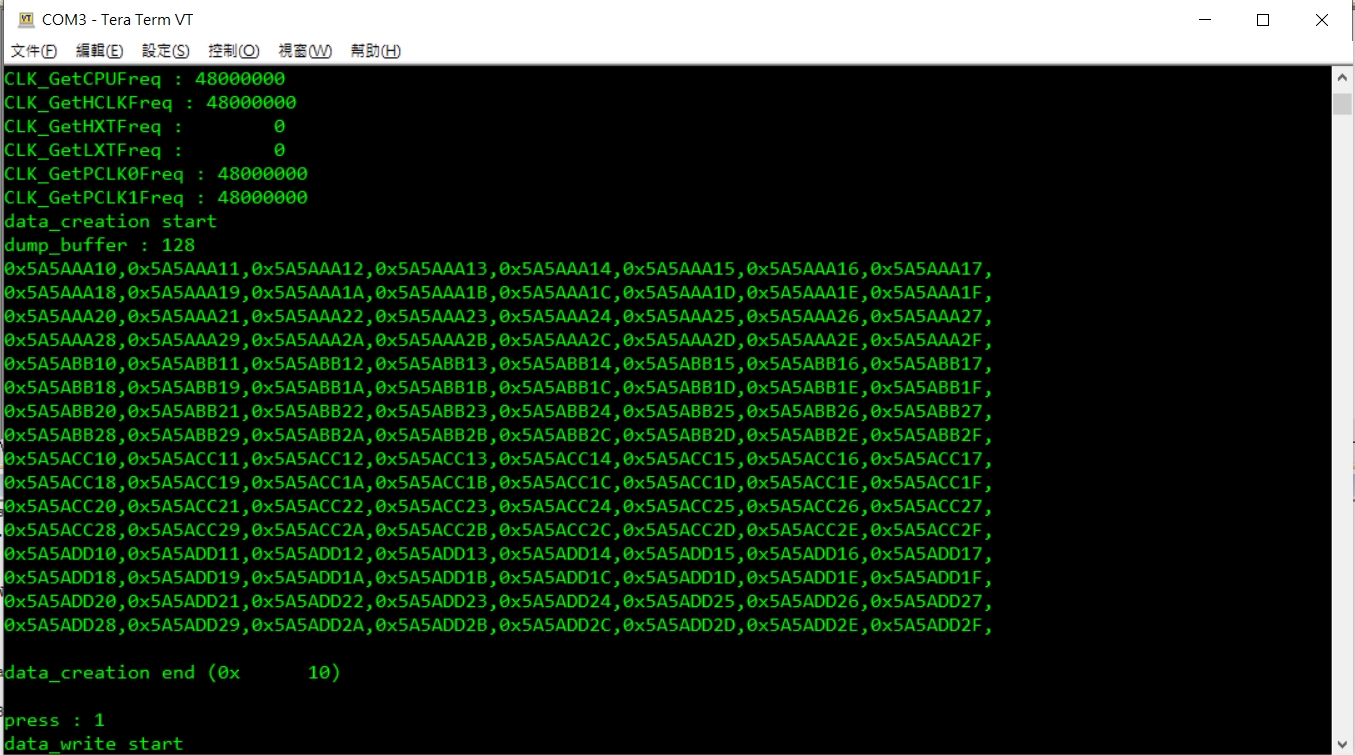 COM3 - Tera Term VT
文件(F) 編輯(E) 設定(S) 控制(O) 視窗(W) 幫助(H)
CLK_GetCPUFreq : 48000000
CLK_GetHCLKFreq : 48000000
CLK_GetHXTFreq :        0
CLK_GetLXTFreq :        0
CLK_GetPCLK0Freq : 48000000
CLK_GetPCLK1Freq : 48000000
data_creation start
dump_buffer : 128
0x5A5AAA10,0x5A5AAA11,0x5A5AAA12,0x5A5AAA13,0x5A5AAA14,0x5A5AAA15,0x5A5AAA16,0x5A5AAA17,
0x5A5AAA18,0x5A5AAA19,0x5A5AAA1A,0x5A5AAA1B,0x5A5AAA1C,0x5A5AAA1D,0x5A5AAA1E,0x5A5AAA1F,
0x5A5AAA20,0x5A5AAA21,0x5A5AAA22,0x5A5AAA23,0x5A5AAA24,0x5A5AAA25,0x5A5AAA26,0x5A5AAA27,
0x5A5AAA28,0x5A5AAA29,0x5A5AAA2A,0x5A5AAA2B,0x5A5AAA2C,0x5A5AAA2D,0x5A5AAA2E,0x5A5AAA2F,
0x5A5ABB10,0x5A5ABB11,0x5A5ABB12,0x5A5ABB13,0x5A5ABB14,0x5A5ABB15,0x5A5ABB16,0x5A5ABB17,
0x5A5ABB18,0x5A5ABB19,0x5A5ABB1A,0x5A5ABB1B,0x5A5ABB1C,0x5A5ABB1D,0x5A5ABB1E,0x5A5ABB1F,
0x5A5ABB20,0x5A5ABB21,0x5A5ABB22,0x5A5ABB23,0x5A5ABB24,0x5A5ABB25,0x5A5ABB26,0x5A5ABB27,
0x5A5ABB28,0x5A5ABB29,0x5A5ABB2A,0x5A5ABB2B,0x5A5ABB2C,0x5A5ABB2D,0x5A5ABB2E,0x5A5ABB2F,
0x5A5ACC10,0x5A5ACC11,0x5A5ACC12,0x5A5ACC13,0x5A5ACC14,0x5A5ACC15,0x5A5ACC16,0x5A5ACC17,
0x5A5ACC18,0x5A5ACC19,0x5A5ACC1A,0x5A5ACC1B,0x5A5ACC1C,0x5A5ACC1D,0x5A5ACC1E,0x5A5ACC1F,
0x5A5ACC20,0x5A5ACC21,0x5A5ACC22,0x5A5ACC23,0x5A5ACC24,0x5A5ACC25,0x5A5ACC26,0x5A5ACC27,
0x5A5ACC28,0x5A5ACC29,0x5A5ACC2A,0x5A5ACC2B,0x5A5ACC2C,0x5A5ACC2D,0x5A5ACC2E,0x5A5ACC2F,
0x5A5ADD10,0x5A5ADD11,0x5A5ADD12,0x5A5ADD13,0x5A5ADD14,0x5A5ADD15,0x5A5ADD16,0x5A5ADD17,
0x5A5ADD18,0x5A5ADD19,0x5A5ADD1A,0x5A5ADD1B,0x5A5ADD1C,0x5A5ADD1D,0x5A5ADD1E,0x5A5ADD1F,
0x5A5ADD20,0x5A5ADD21,0x5A5ADD22,0x5A5ADD23,0x5A5ADD24,0x5A5ADD25,0x5A5ADD26,0x5A5ADD27,
0x5A5ADD28,0x5A5ADD29,0x5A5ADD2A,0x5A5ADD2B,0x5A5ADD2C,0x5A5ADD2D,0x5A5ADD2E,0x5A5ADD2F,
data_creation end (0x      10)
press : 1
data_write start